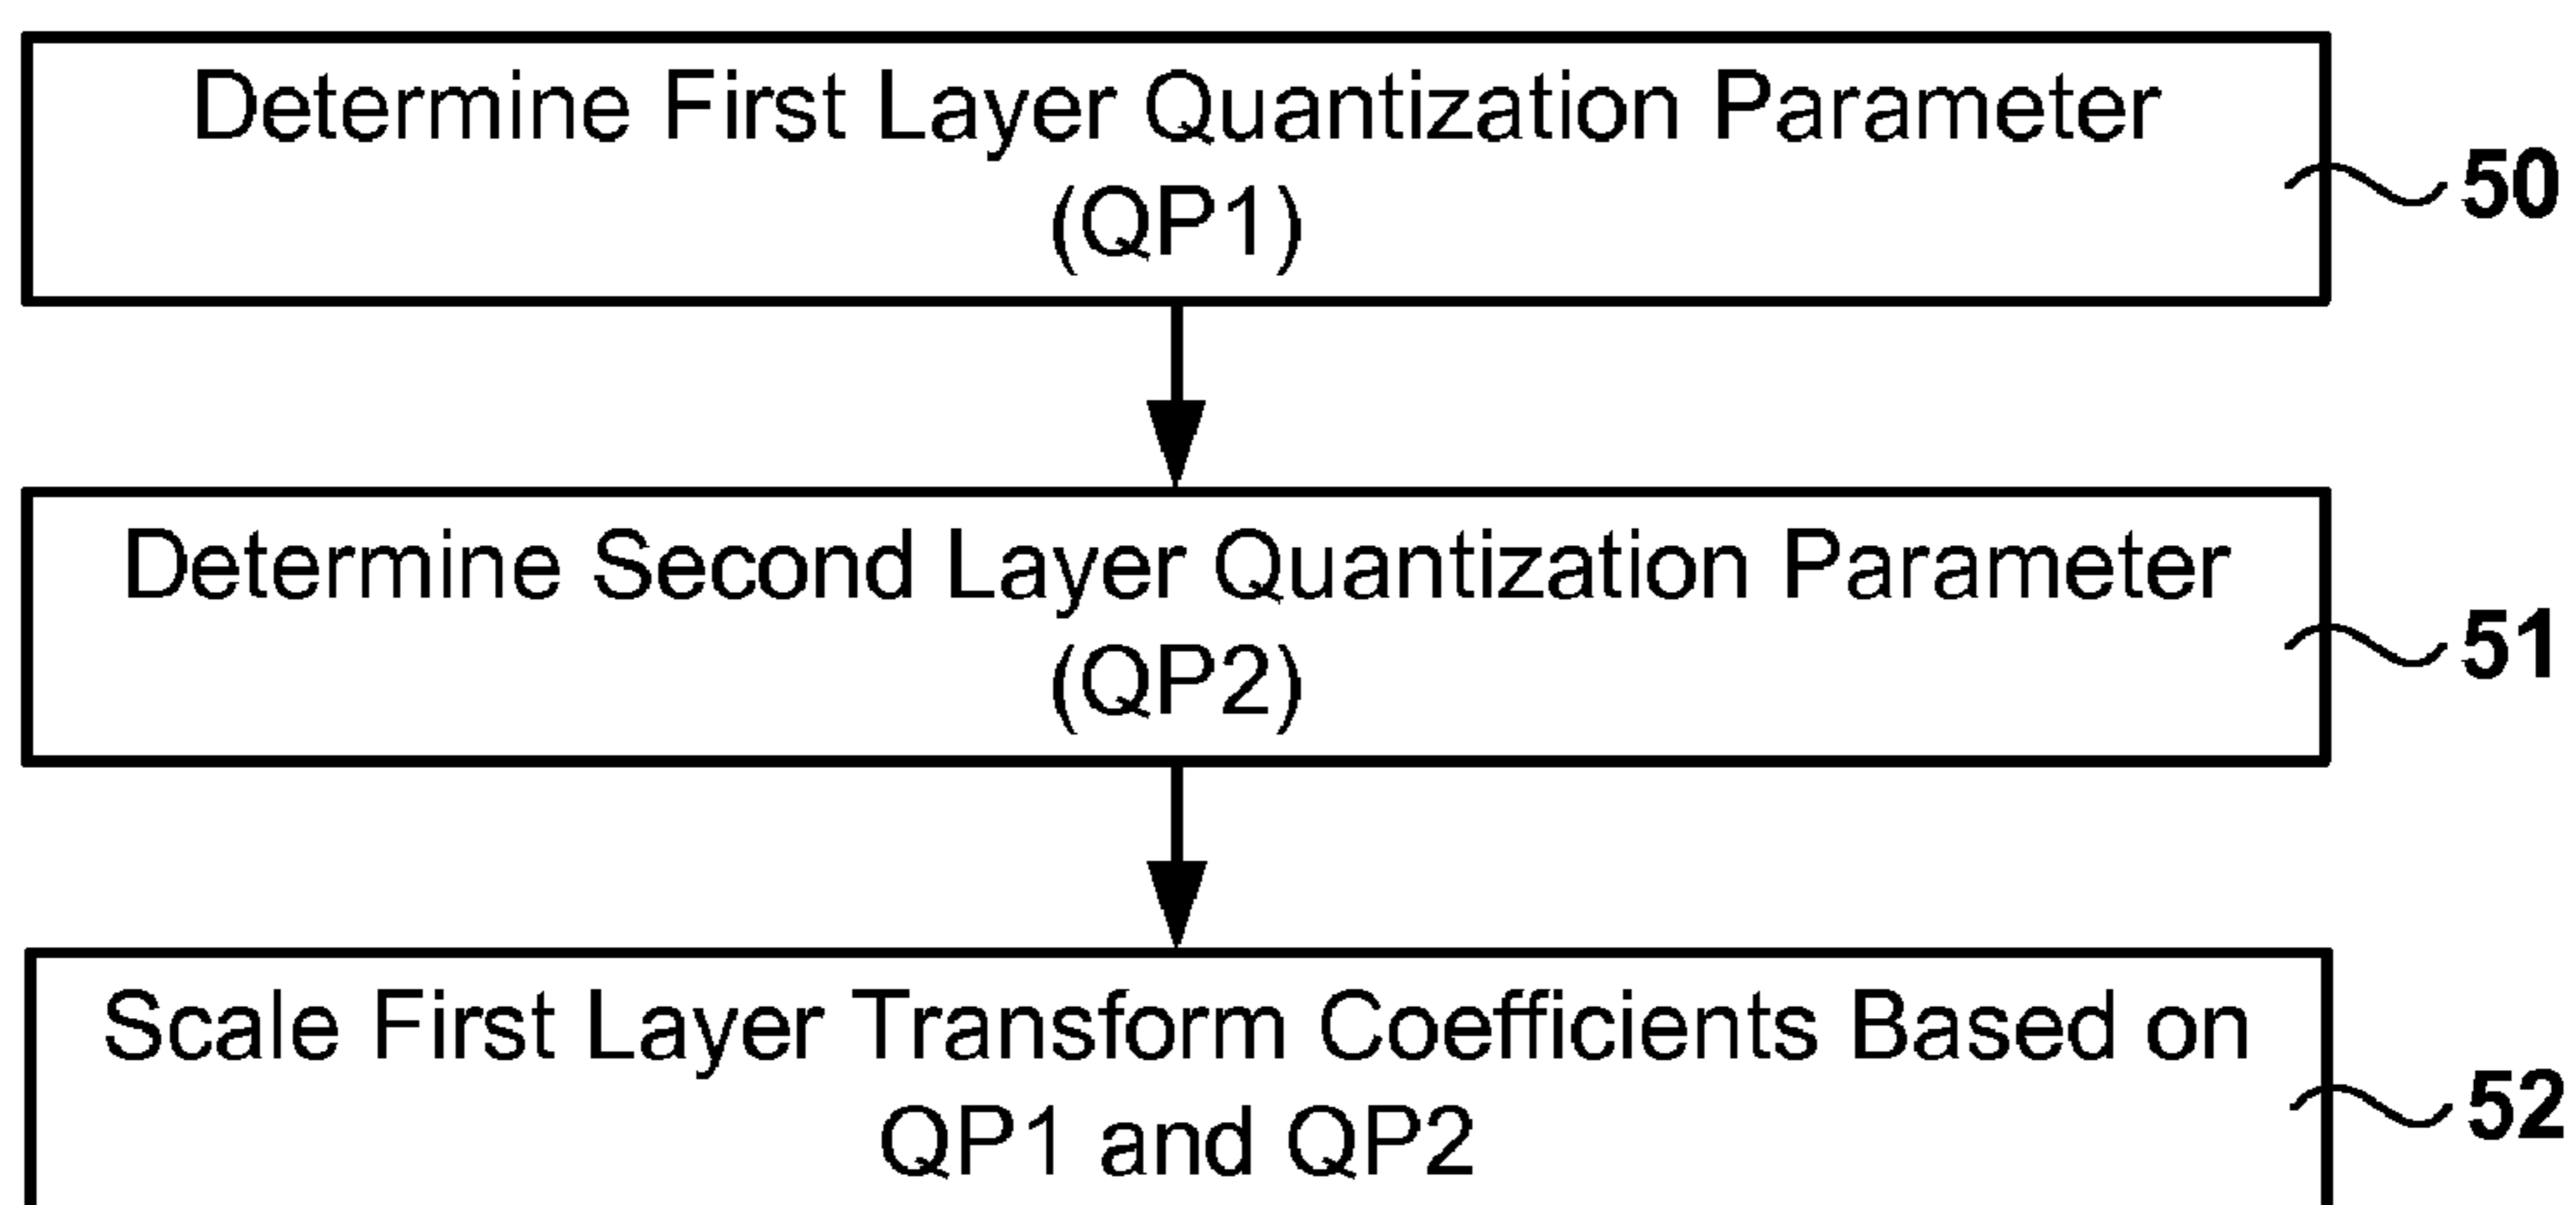 Determine First Layer Quantization Parameter
(QP1)
50
Determine Second Layer Quantization Parameter
(QP2)
51
Scale First Layer Transform Coefficients Based on
QP1 and QP2
52